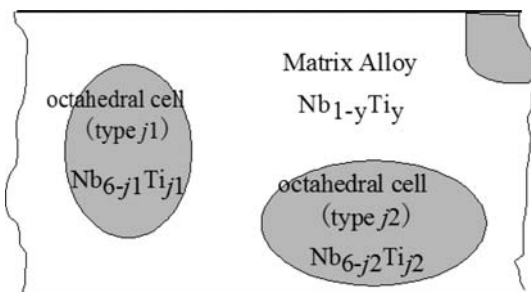 octahedral cell
(type j1)
Nb6-j1Tij1
Matrix Alloy
Nb1-yTiy
octahedral cell
(type j2)
Nb6-j2Tij2